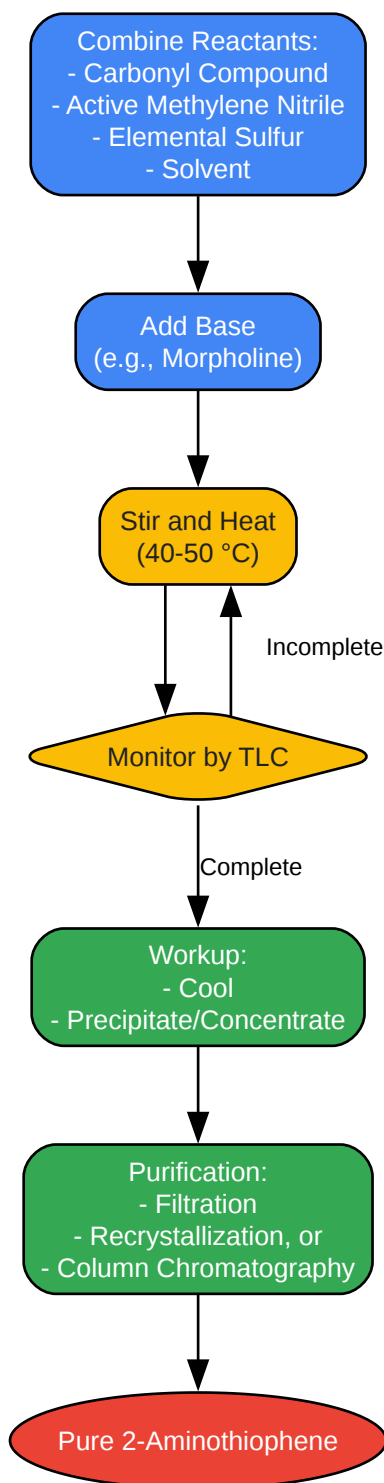 Combine Reactants:
- Carbonyl Compound
- Active Methylene Nitrile
- Elemental Sulfur
- Solvent
Add Base
(e.g., Morpholine)
Stir and Heat
(40-50 °C)
Incomplete
Monitor by TLC
Complete
Workup:
- Cool
- Precipitate/Concentrate
Purification:
- Filtration
- Recrystallization, or
- Column Chromatography
Pure 2-Aminothiophene